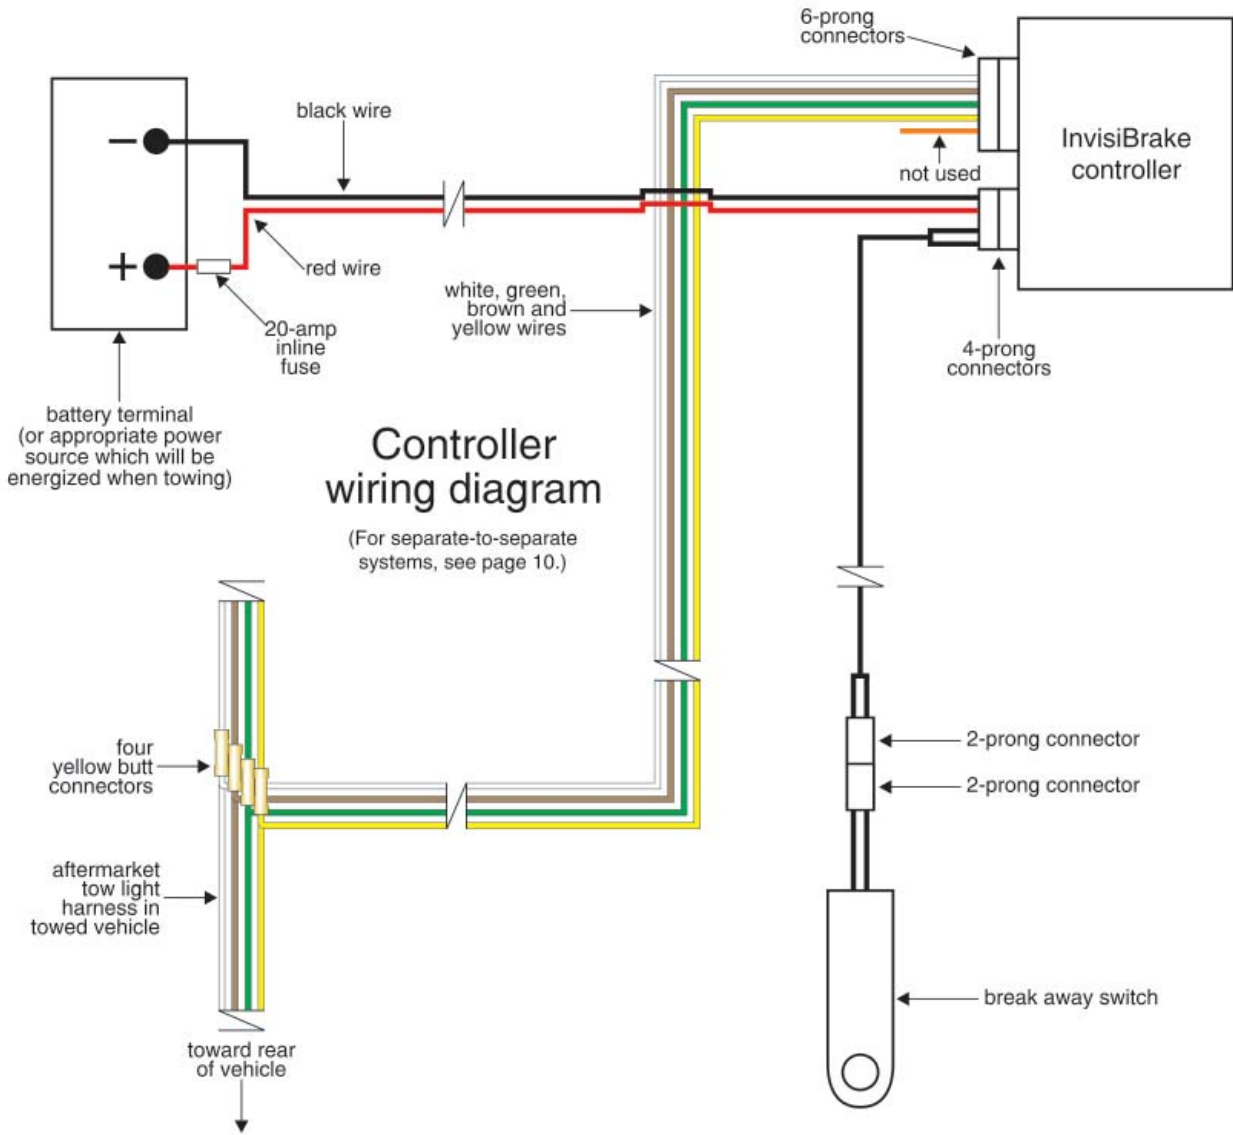 6-prong
connectors
black wire
InvisiBrake
controller
not used
−
+
red wire
20-amp
inline
fuse
white, green,
brown and
yellow wires
4-prong
connectors
battery terminal
(or appropriate power
source which will be
energized when towing)
Controller
wiring diagram
(For separate-to-separate
systems, see page 10.)
four
yellow butt
connectors
2-prong connector
2-prong connector
aftermarket
tow light
harness in
towed vehicle
break away switch
toward rear
of vehicle